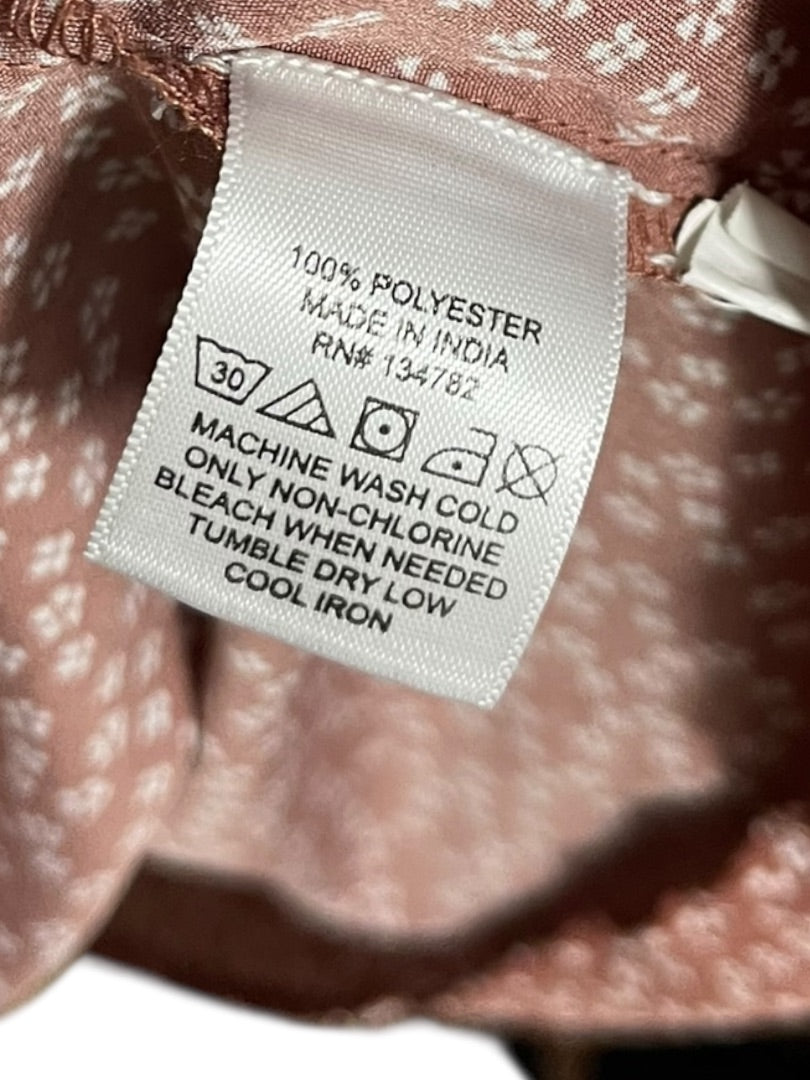 100% POLYESTER
MADE IN INDIA
RN# 134782
30
MACHINE WASH COLD
ONLY NON-CHLORINE
BLEACH WHEN NEEDED
TUMBLE DRY LOW
COOL IRON